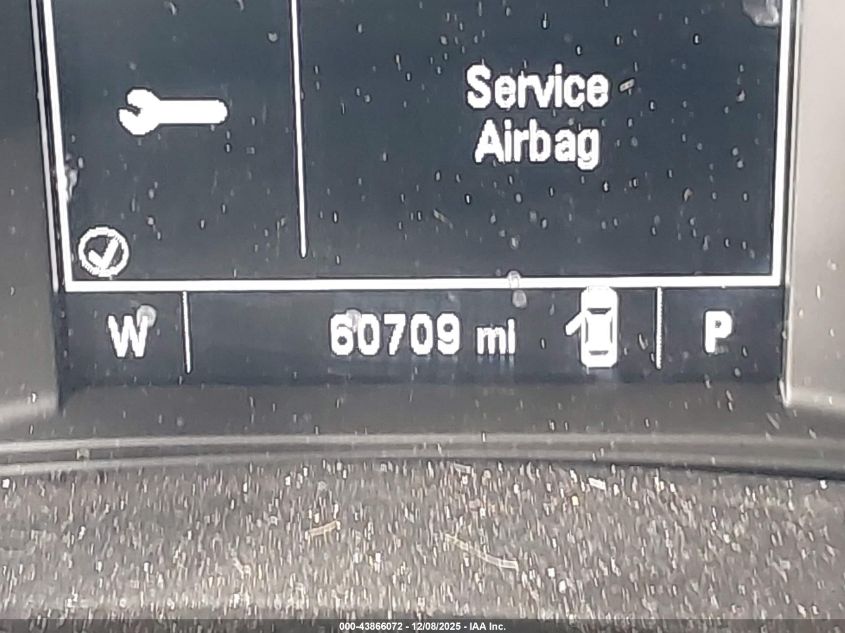 Service
Airbag
W 60709 mi P
000-43866072 - 12/08/2025 - IAA Inc.